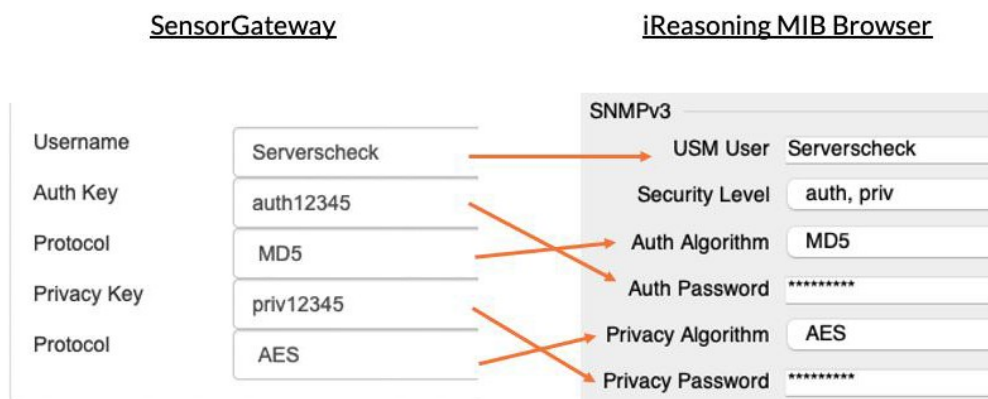 SensorGateway
iReasoning MIB Browser
Username
Serverscheck
Auth Key
auth12345
Protocol
MD5
Privacy Key
priv12345
Protocol
AES
SNMPv3
USM User Serverscheck
Security Level auth, priv
Auth Algorithm MD5
Auth Password *********
Privacy Algorithm AES
Privacy Password *********